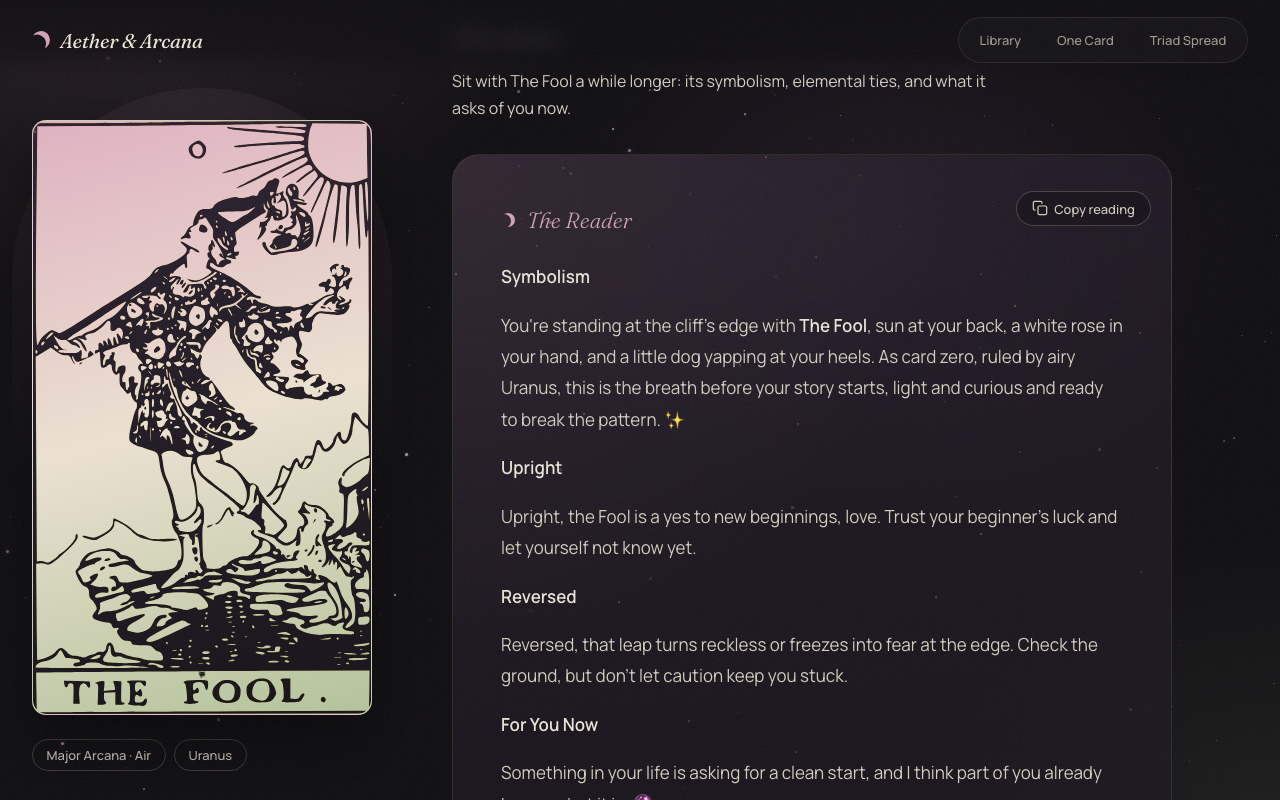 Aether & Arcana
Library
One Card
Triad Spread
Sit with The Fool a while longer: its symbolism, elemental ties, and what it
asks of you now.
THE FOOL.
Major Arcana · Air
Uranus
The Reader
Copy reading
Symbolism
You're standing at the cliff's edge with The Fool, sun at your back, a white rose in
your hand, and a little dog yapping at your heels. As card zero, ruled by airy
Uranus, this is the breath before your story starts, light and curious and ready
to break the pattern. ✨
Upright
Upright, the Fool is a yes to new beginnings, love. Trust your beginner's luck and
let yourself not know yet.
Reversed
Reversed, that leap turns reckless or freezes into fear at the edge. Check the
ground, but don't let caution keep you stuck.
For You Now
Something in your life is asking for a clean start, and I think part of you already